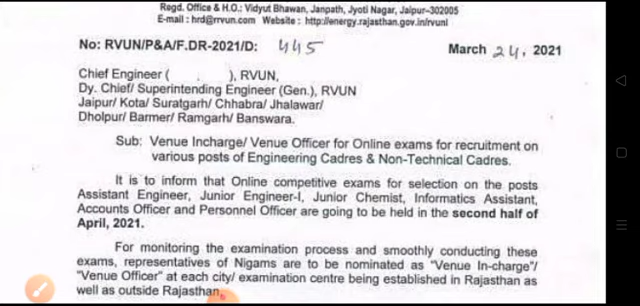 Regd. Office & H.O.: Vidyut Bhawan, Janpath, Jyoti Nagar, Jaipur-302005
E-mail : hrd@rrvun.com Website : http://energy.rajasthan.gov.in/rvunl
No: RVUN/P&A/F.DR-2021/D: 445 March 24, 2021
Chief Engineer ( . ), RVUN,
Dy. Chief/ Superintending Engineer (Gen.), RVUN
Jaipur/ Kota/ Suratgarh/ Chhabra/ Jhalawar/
Dholpur/ Barmer/ Ramgarh/ Banswara.
Sub: Venue Incharge/ Venue Officer for Online exams for recruitment on
various posts of Engineering Cadres & Non-Technical Cadres.
It is to inform that Online competitive exams for selection on the posts
Assistant Engineer, Junior Engineer-I, Junior Chemist, Informatics Assistant,
Accounts Officer and Personnel Officer are going to be held in the second half of
April, 2021.
For monitoring the examination process and smoothly conducting these
exams, representatives of Nigams are to be nominated as "Venue In-charge"/
"Venue Officer" at each city/ examination centre being established in Rajasthan as
well as outside Rajasthan.